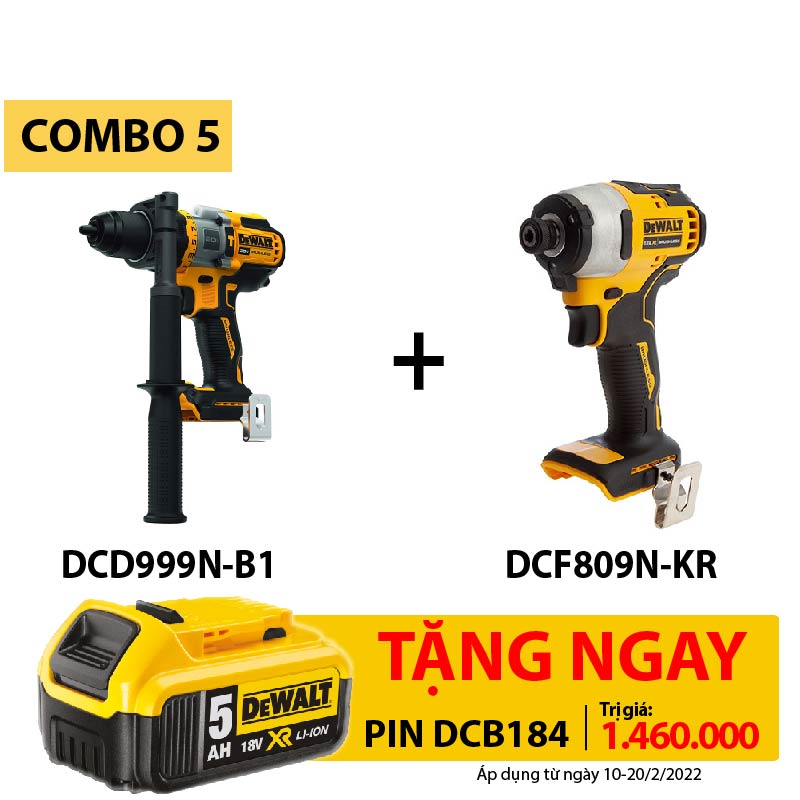 COMBO 5
DEWALT
DEWALT
DCD999N-B1
DCF809N-KR
5
AH
DEWALT
18V XR LI-ION
TẶNG NGAY
PIN DCB184
Trị giá:
1.460.000
Áp dụng từ ngày 10-20/2/2022